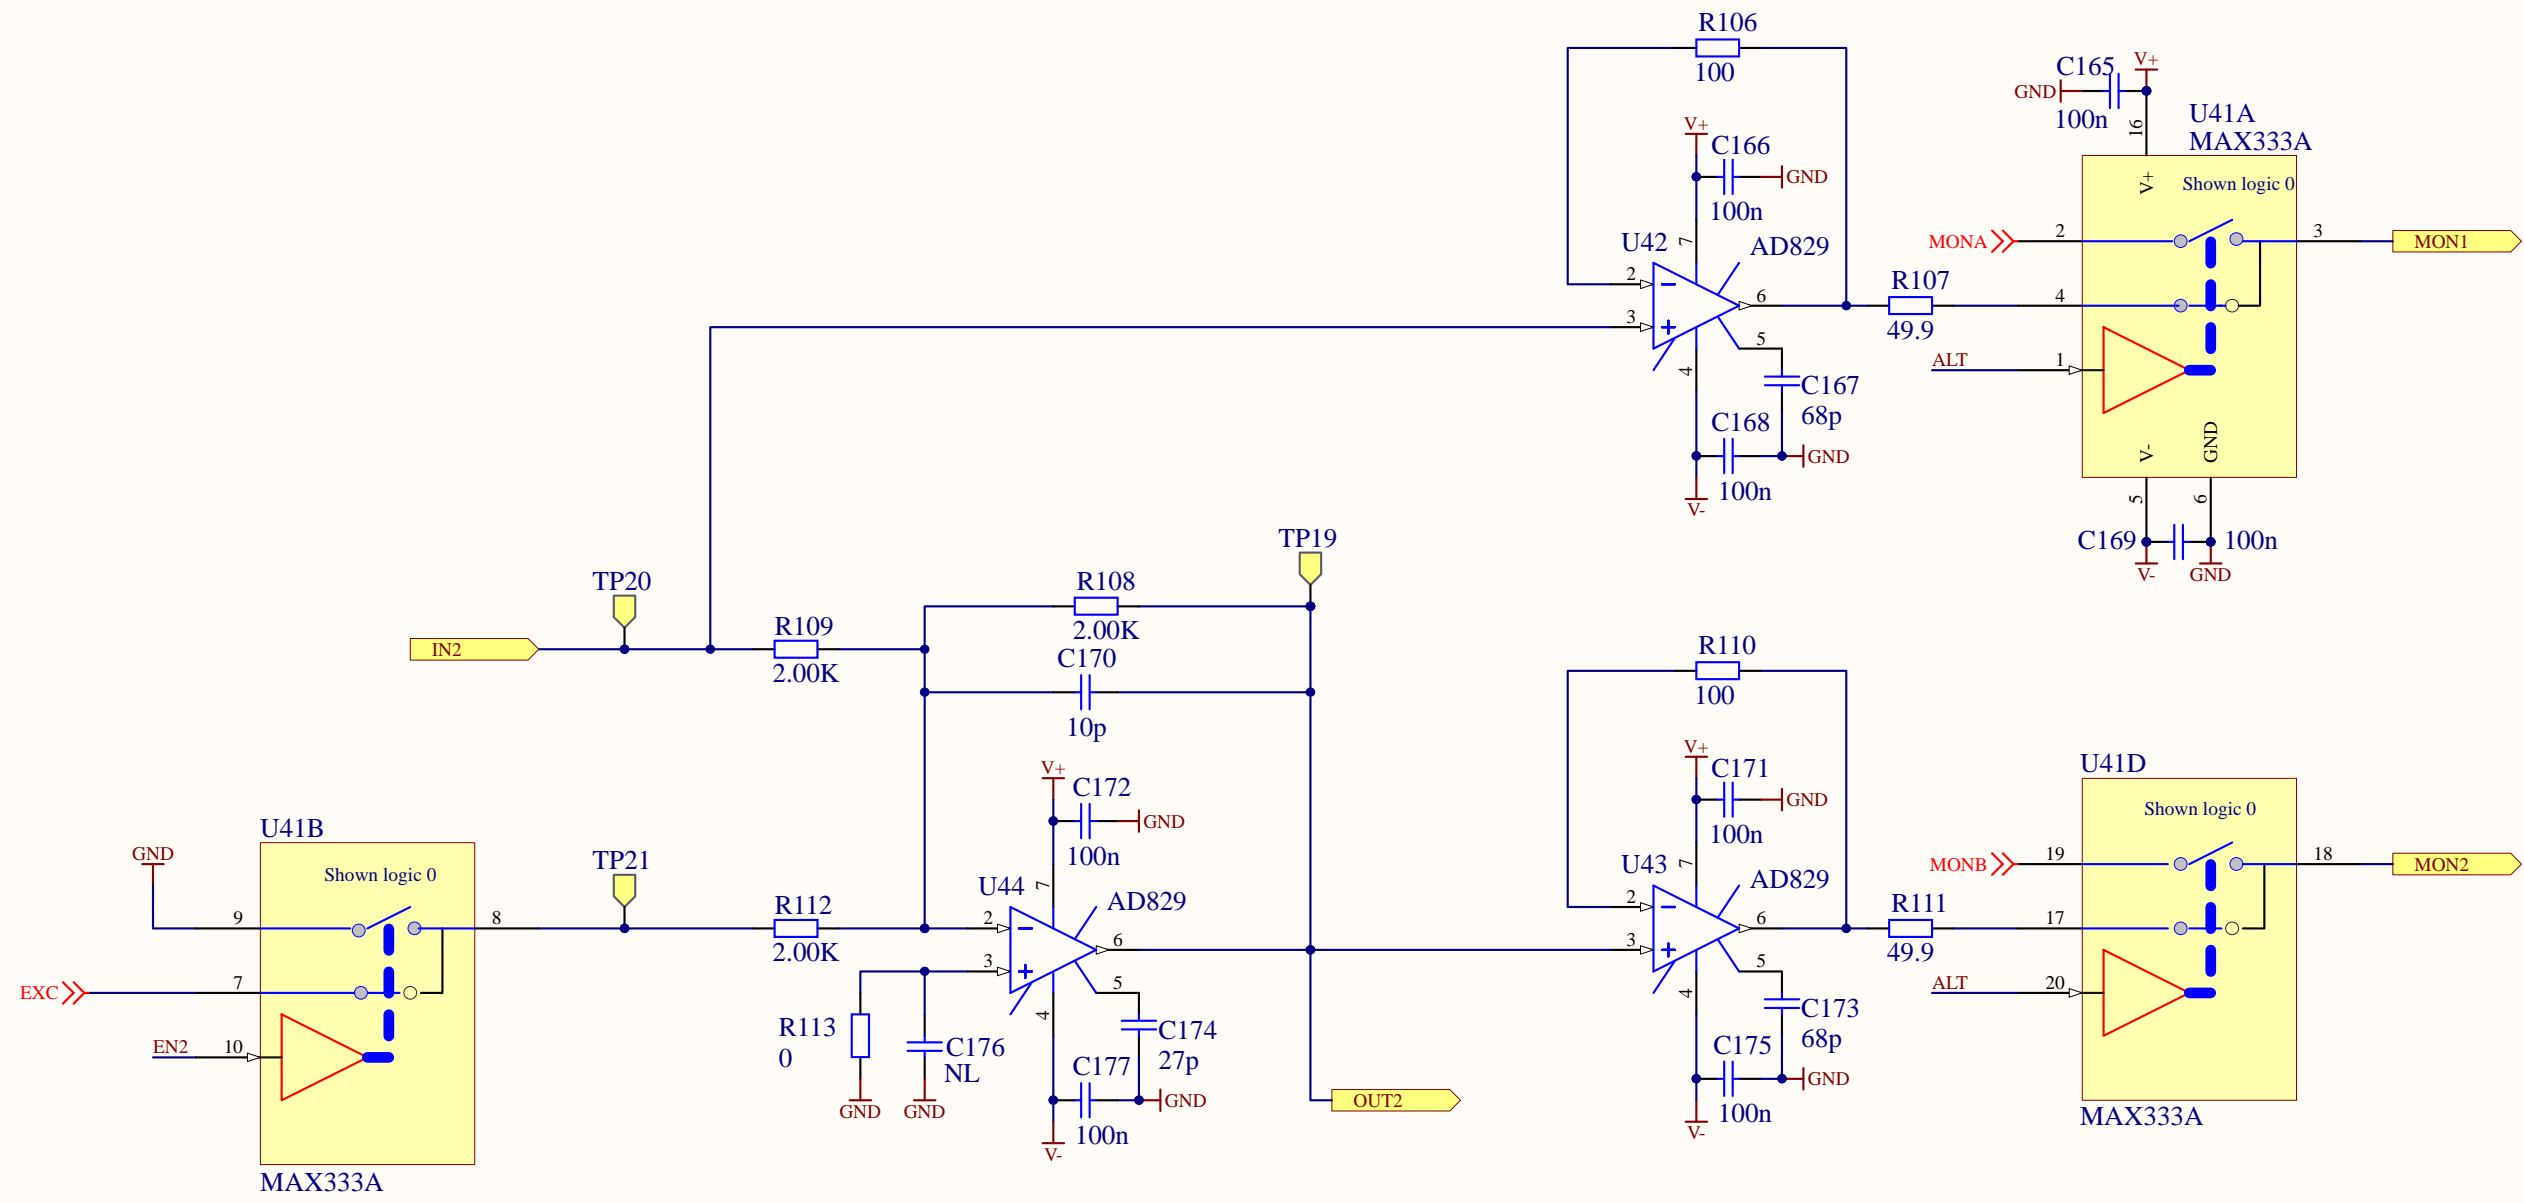 R106
100
V+
C165
GND
100n
16
U41A
MAX333A
V+
Shown logic 0
V+
C166
GND
100n
7
U42
AD829
2
3
6
5
4
R107
49.9
MONA
2
3
MON1
4
ALT
1
C167
68p
C168
GND
100n
V-
V-
GND
5
6
C169
100n
V-
GND
TP19
TP20
R108
2.00K
IN2
R109
2.00K
C170
10p
R110
100
V+
C171
GND
100n
7
U43
AD829
2
3
6
5
4
R111
49.9
U41D
Shown logic 0
MONB
19
18
MON2
17
ALT
20
MAX333A
C173
68p
C175
GND
100n
V-
V+
C172
GND
100n
7
U44
AD829
2
3
6
5
4
U41B
GND
Shown logic 0
9
8
EXC
7
EN2
10
MAX333A
TP21
R112
2.00K
R113
0
GND
C176
NL
GND
C174
27p
C177
GND
100n
V-
OUT2